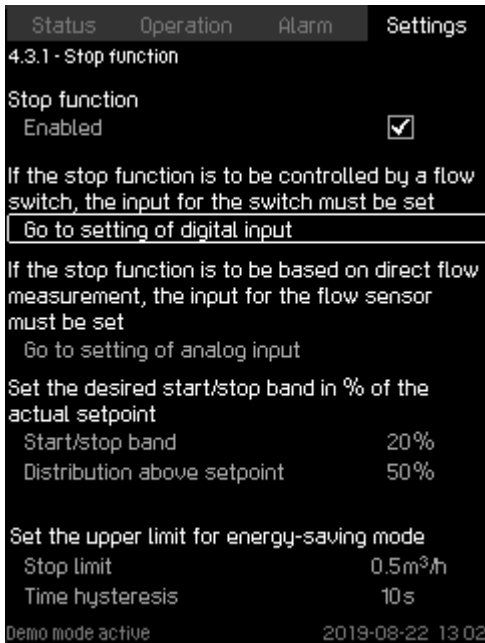 Status Operation Alarm Settings
4.3.1 - Stop function
Stop function
Enabled
If the stop function is to be controlled by a flow
switch, the input for the switch must be set
Go to setting of digital input
If the stop function is to be based on direct flow
measurement, the input for the flow sensor
must be set
Go to setting of analog input
Set the desired start/stop band in % of the
actual setpoint
Start/stop band 20%
Distribution above setpoint 50%
Set the upper limit for energy-saving mode
Stop limit 0.5m³/h
Time hysteresis 10s
Demo mode active 2019-08-22 13:02